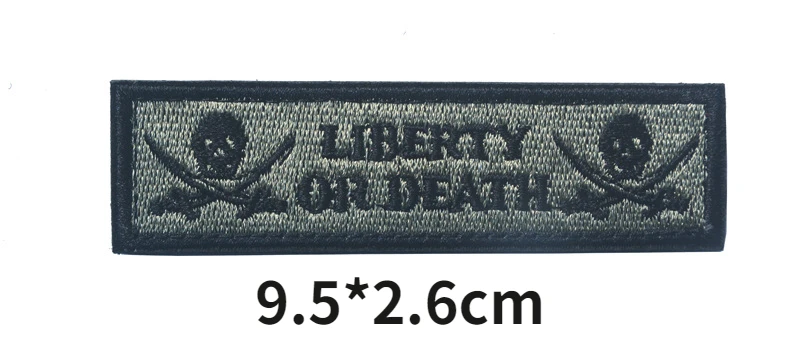 LIBERTY
OR DEATH
9.5*2.6cm